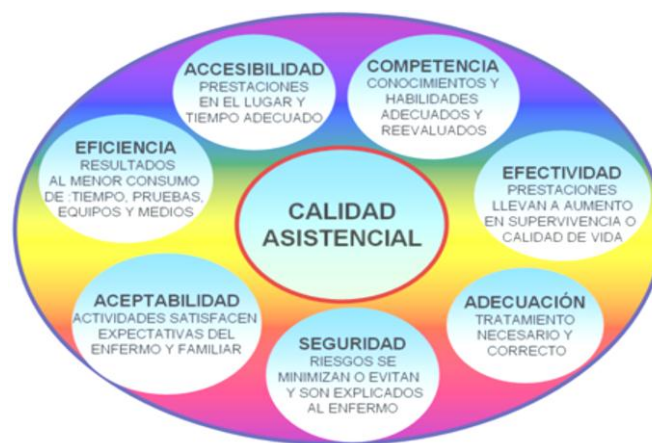 ACCESIBILIDAD
PRESTACIONES
EN EL LUGAR Y
TIEMPO ADECUADO
COMPETENCIA
CONOCIMIENTOS Y
HABILIDADES
ADECUADOS Y
REEVALUADOS
EFICIENCIA
RESULTADOS
AL MENOR CONSUMO
DE :TIEMPO, PRUEBAS,
EQUIPOS Y MEDIOS
EFECTIVIDAD
PRESTACIONES
LLEVAN A AUMENTO
EN SUPERVIVENCIA O
CALIDAD DE VIDA
CALIDAD
ASISTENCIAL
ACEPTABILIDAD
ACTIVIDADES SATISFACEN
EXPECTATIVAS DEL
ENFERMO Y FAMILIAR
ADECUACIÓN
TRATAMIENTO
NECESARIO Y
CORRECTO
SEGURIDAD
RIESGOS SE
MINIMIZAN O EVITAN
Y SON EXPLICADOS
AL ENFERMO